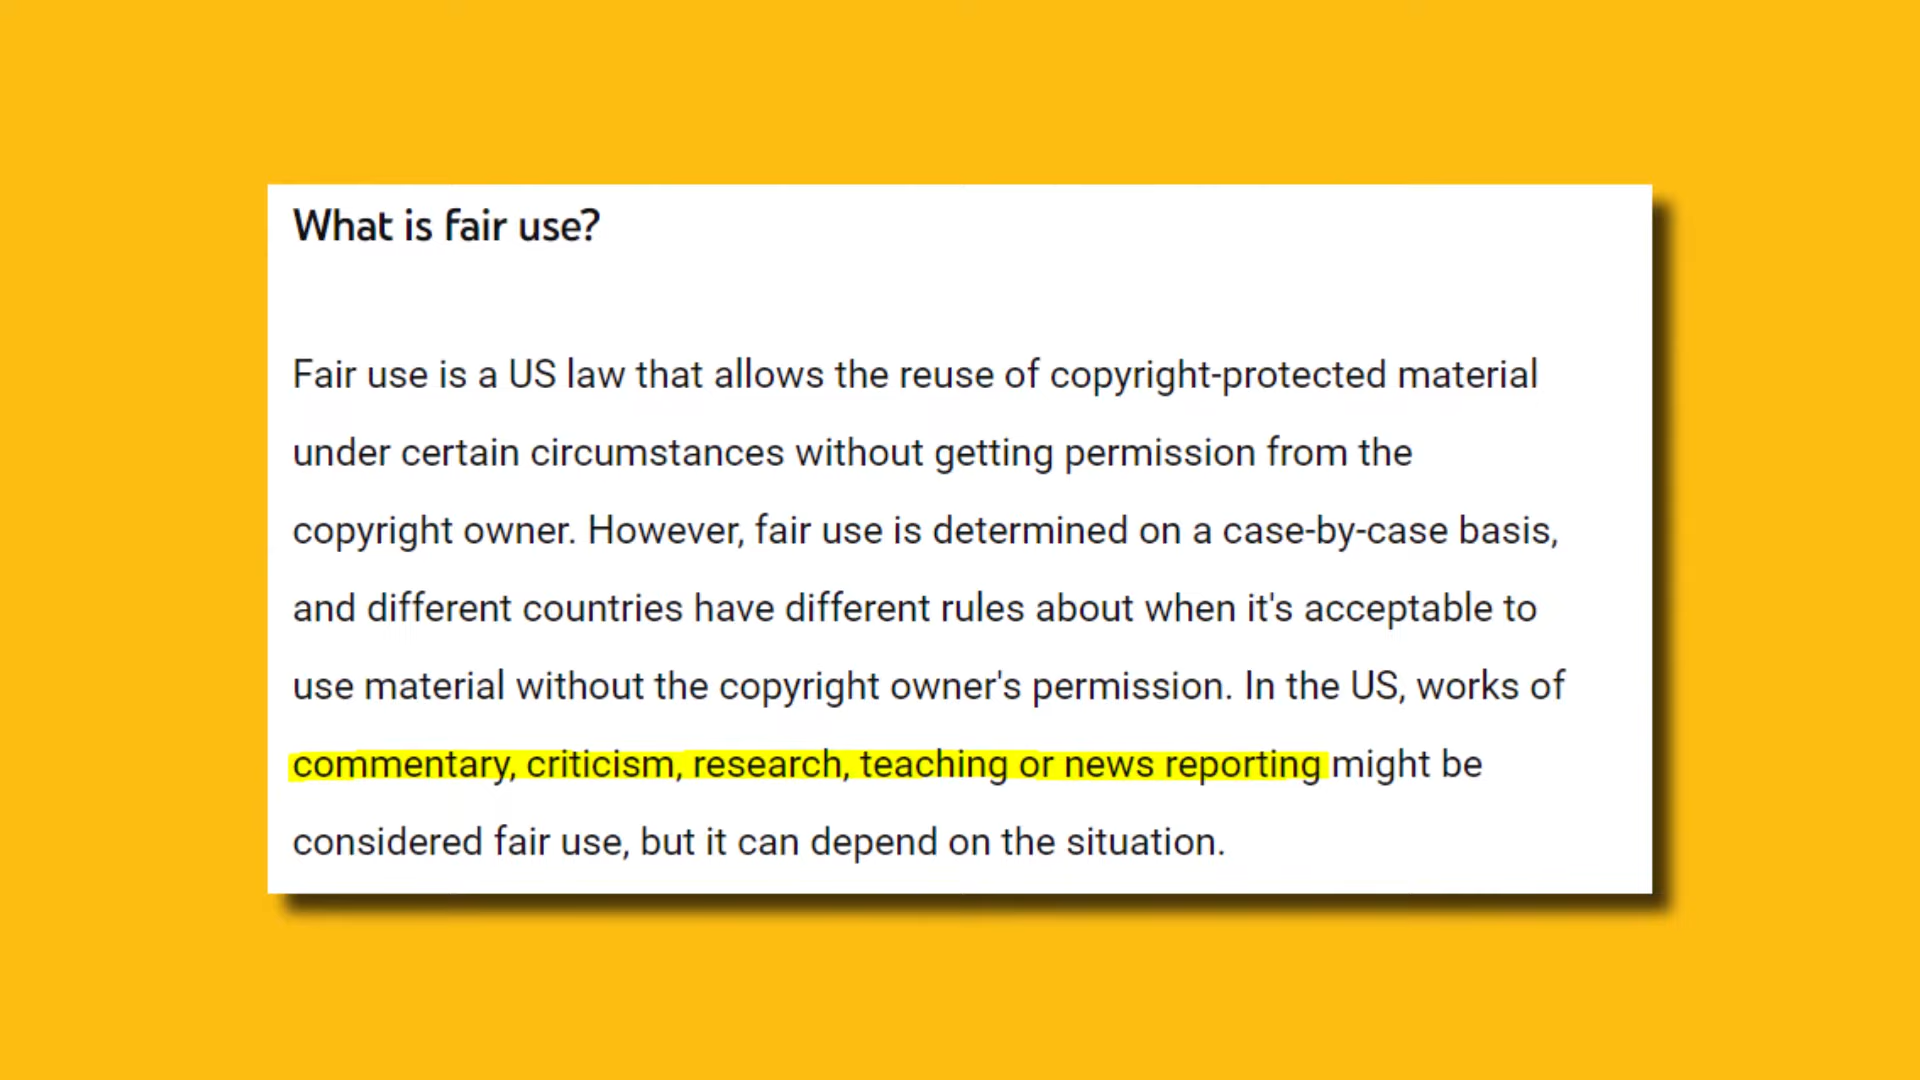 What is fair use?
Fair use is a US law that allows the reuse of copyright-protected material
under certain circumstances without getting permission from the
copyright owner. However, fair use is determined on a case-by-case basis,
and different countries have different rules about when it's acceptable to
use material without the copyright owner's permission. In the US, works of
commentary, criticism, research, teaching or news reporting might be
considered fair use, but it can depend on the situation.